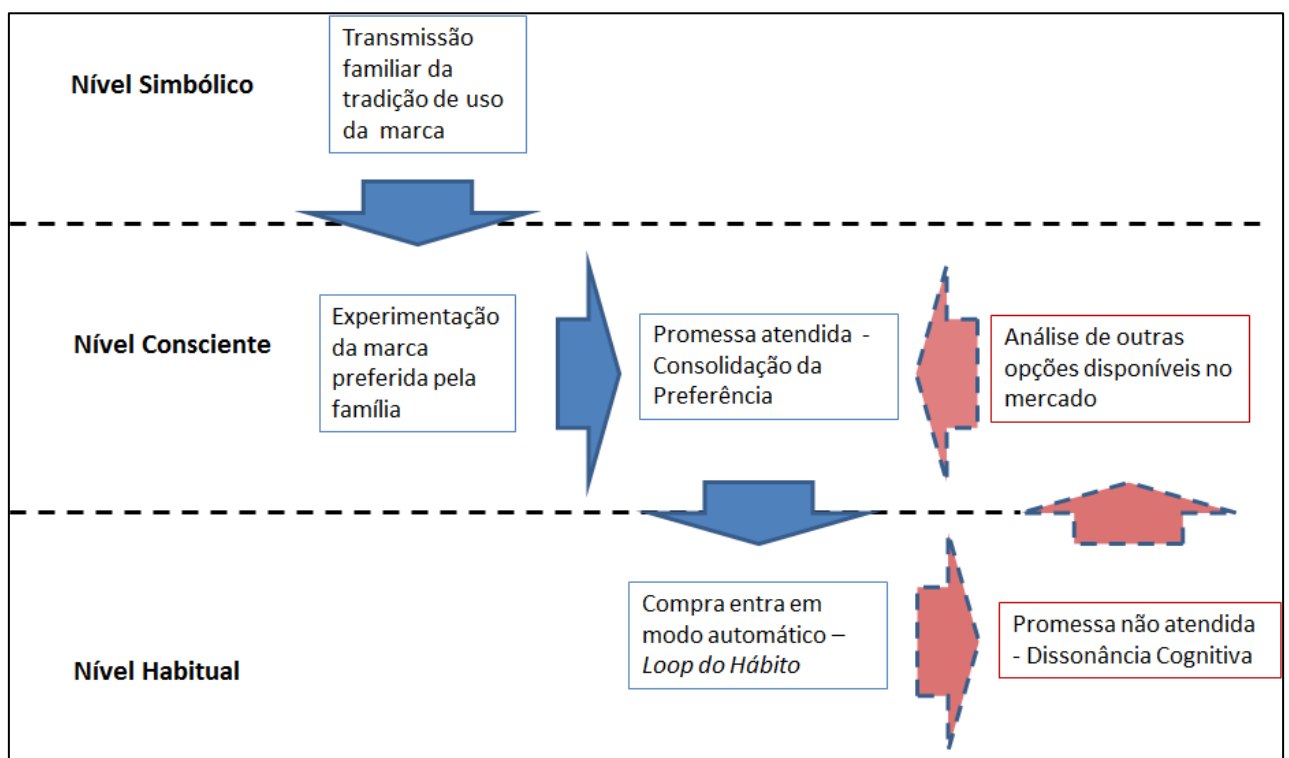 Transmissão
familiar da
tradição de uso
da marca
Nível Simbólico
Nível Consciente
Experimentação
da marca
preferida pela
família
Promessa atendida -
Consolidação da
Preferência
Análise de outras
opções disponíveis no
mercado
Compra entra em
modo automático –
Loop do Hábito
Promessa não atendida
- Dissonância Cognitiva
Nível Habitual